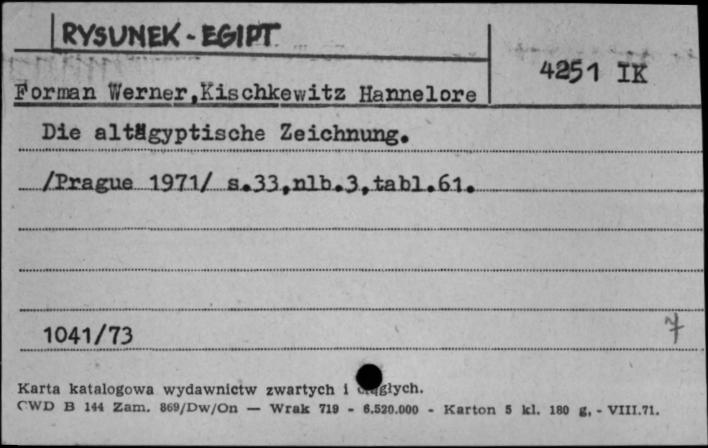 RYSUNEK - EGIPT
4251 IK
Forman Werner,Kischkewitz Hannelore
Die altägyptische Zeichnung.
/Prague 1971/ s.33,nlb.3,tabl.61.
1041/73
7
Karta katalogowa wydawnictw zwartych i ciągłych.
CWD B 144 Zam. 869/Dw/On — Wrak 719 - 6.520.000 - Karton 5 kl. 180 g. - VIII.71.